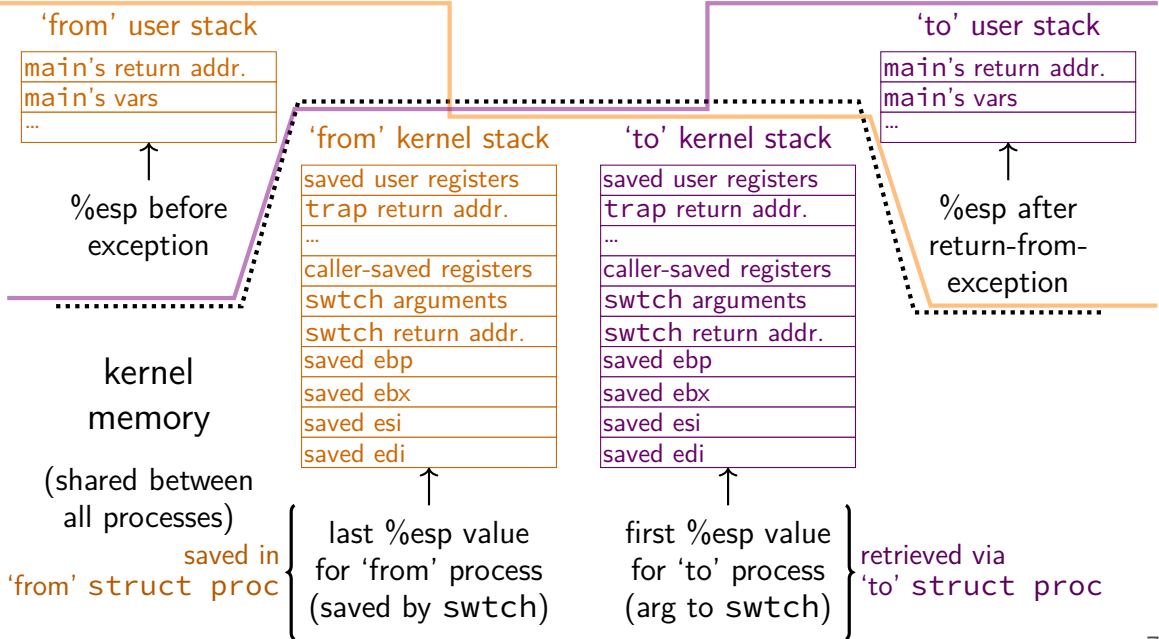 ‘from’ user stack
main’s return addr.
main’s vars
...
%esp before
exception
‘to’ user stack
main’s return addr.
main’s vars
...
%esp after
return-from-
exception
‘from’ kernel stack
saved user registers
trap return addr.
...
caller-saved registers
swtch arguments
swtch return addr.
saved ebp
saved ebx
saved esi
saved edi
‘to’ kernel stack
saved user registers
trap return addr.
...
caller-saved registers
swtch arguments
swtch return addr.
saved ebp
saved ebx
saved esi
saved edi
kernel
memory
(shared between
all processes)
saved in
‘from’ struct proc
last %esp value
for ‘from’ process
(saved by swtch)
first %esp value
for ‘to’ process
(arg to swtch)
retrieved via
‘to’ struct proc